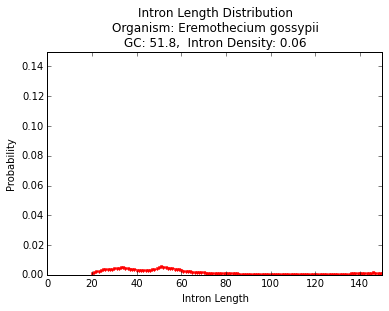 Intron Length Distribution
Organism: Eremothecium gossypii
GC: 51.8,  Intron Density: 0.06
0.14
0.12
0.10
0.08
0.06
0.04
0.02
0.00
Probability
0 20 40 60 80 100 120 140
Intron Length